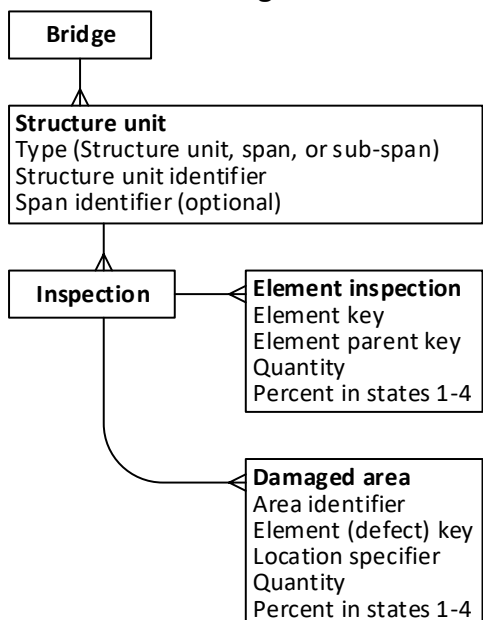 Bridge
Structure unit
Type (Structure unit, span, or sub-span)
Structure unit identifier
Span identifier (optional)
Inspection
Element inspection
Element key
Element parent key
Quantity
Percent in states 1-4
Damaged area
Area identifier
Element (defect) key
Location specifier
Quantity
Percent in states 1-4